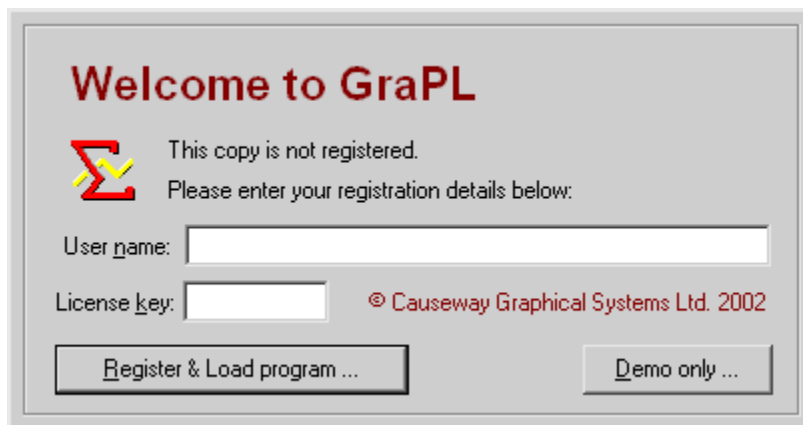 Welcome to GraPL
This copy is not registered.
Please enter your registration details below:
User name:
License key:
© Causeway Graphical Systems Ltd. 2002
Register & Load program ...
Demo only ...